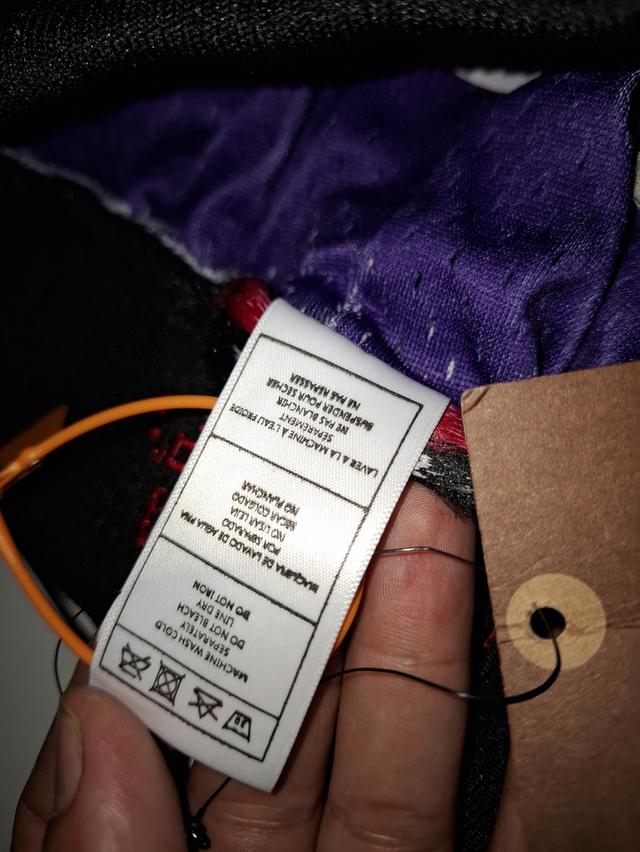 30
MACHINE WASH COLD
SEPARATELY
DO NOT BLEACH
LINE DRY
DO NOT IRON
MAQUINA DE LAVADO DE AGUA FRIA
POR SEPARADO
NO USAR LEJIA
SECAR COLGADO
NO PLANCHAR
LAVER À LA MACHINE À L'EAU FROIDE
SEPAREMENT
NE PAS BLANCHIR
SUSPENDER POUR SECHER
NE PAS REPASSER